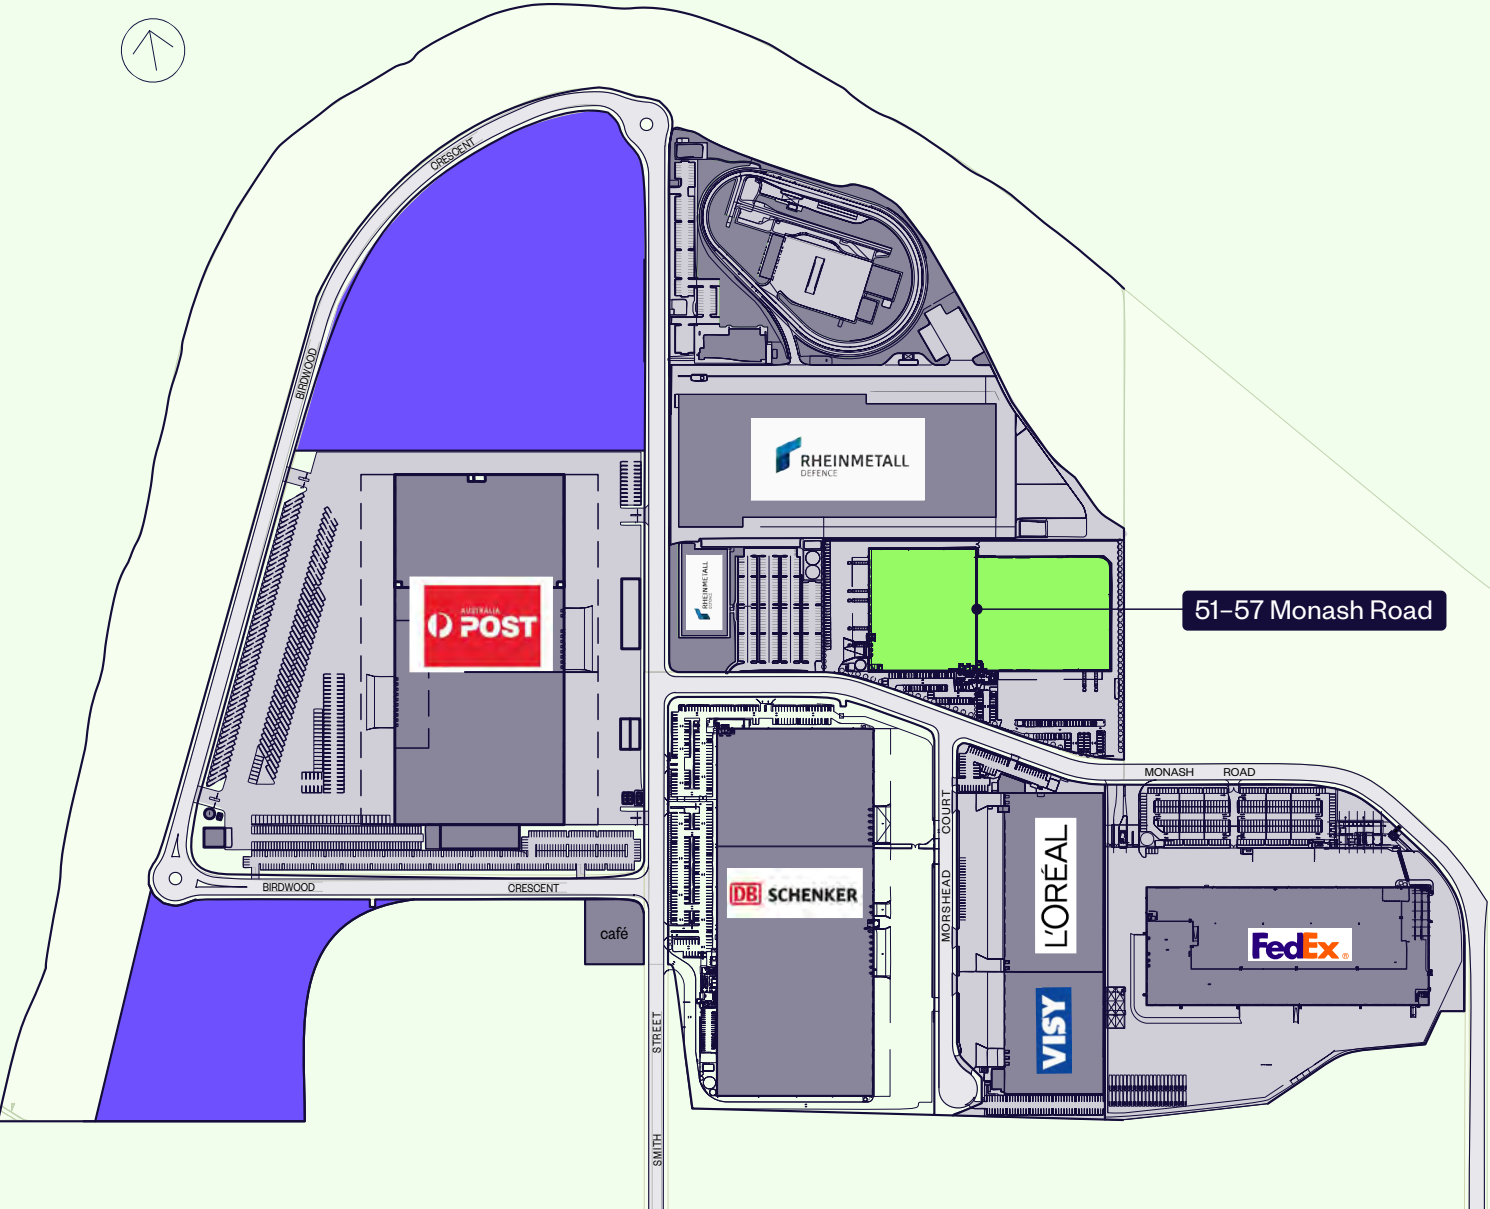 CRESCENT
BIRDWOOD
RHEINMETALL
DEFENCE
AUSTRALIA
POST
RHEINMETALL
51–57 Monash Road
MONASH ROAD
MORSHEAD COURT
L'ORÉAL
DB SCHENKER
BIRDWOOD CRESCENT
café
FedEx®
VISY
SMITH STREET